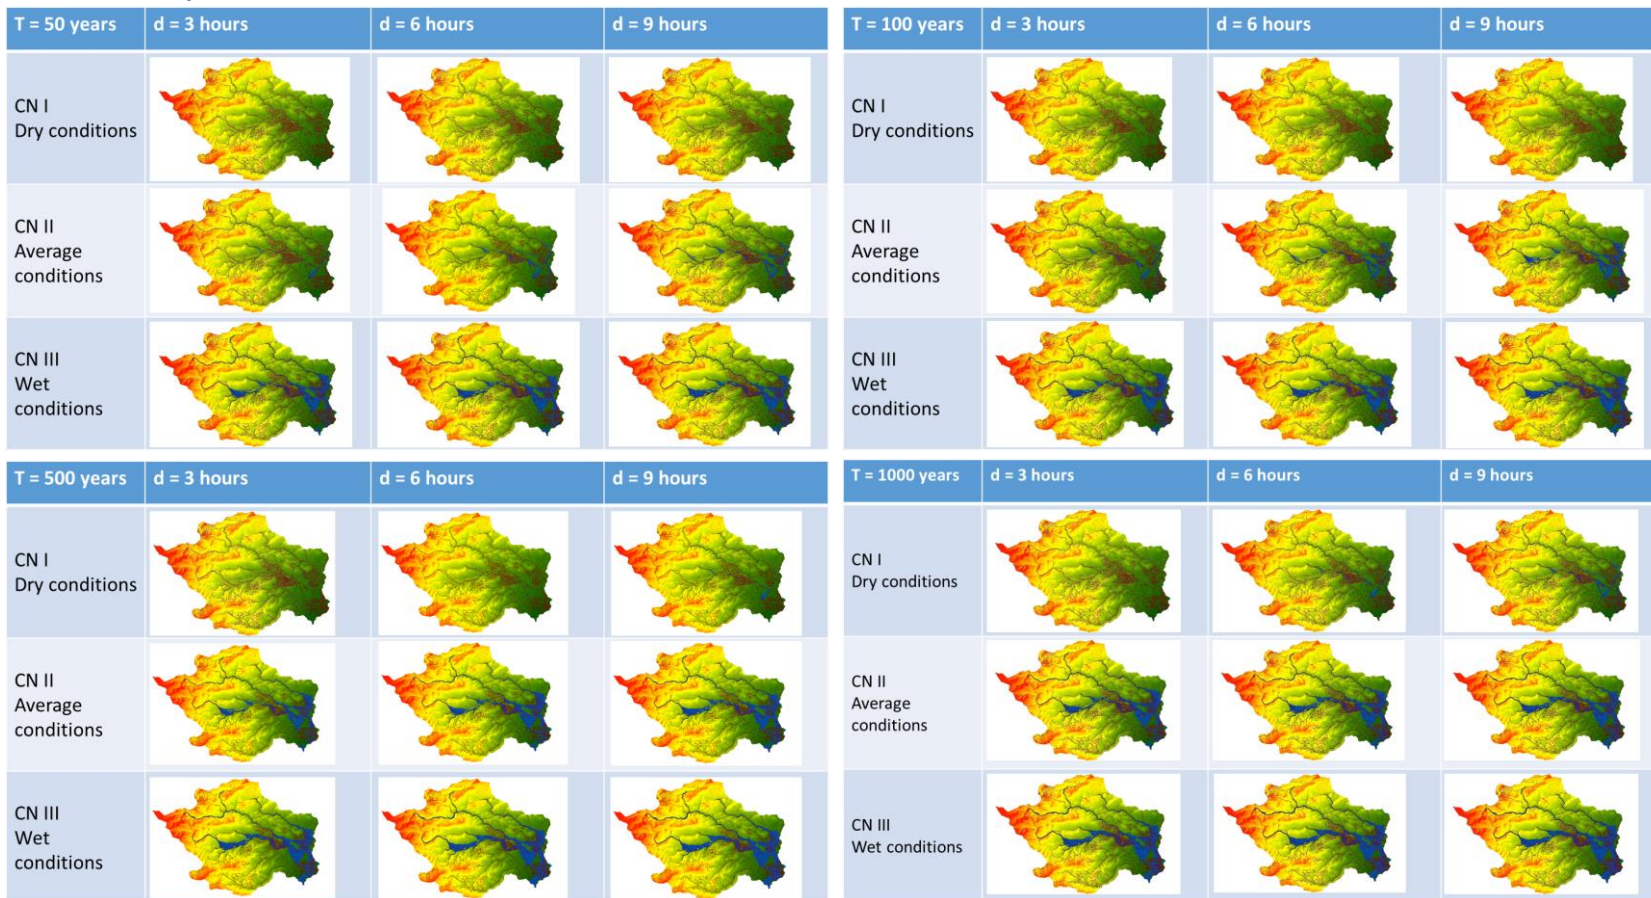 T = 50 years d = 3 hours d = 6 hours d = 9 hours
CN I
Dry conditions
CN II
Average
conditions
CN III
Wet
conditions
T = 100 years d = 3 hours d = 6 hours d = 9 hours
CN I
Dry conditions
CN II
Average
conditions
CN III
Wet
conditions
T = 500 years d = 3 hours d = 6 hours d = 9 hours
CN I
Dry conditions
CN II
Average
conditions
CN III
Wet
conditions
T = 1000 years d = 3 hours d = 6 hours d = 9 hours
CN I
Dry conditions
CN II
Average
conditions
CN III
Wet conditions